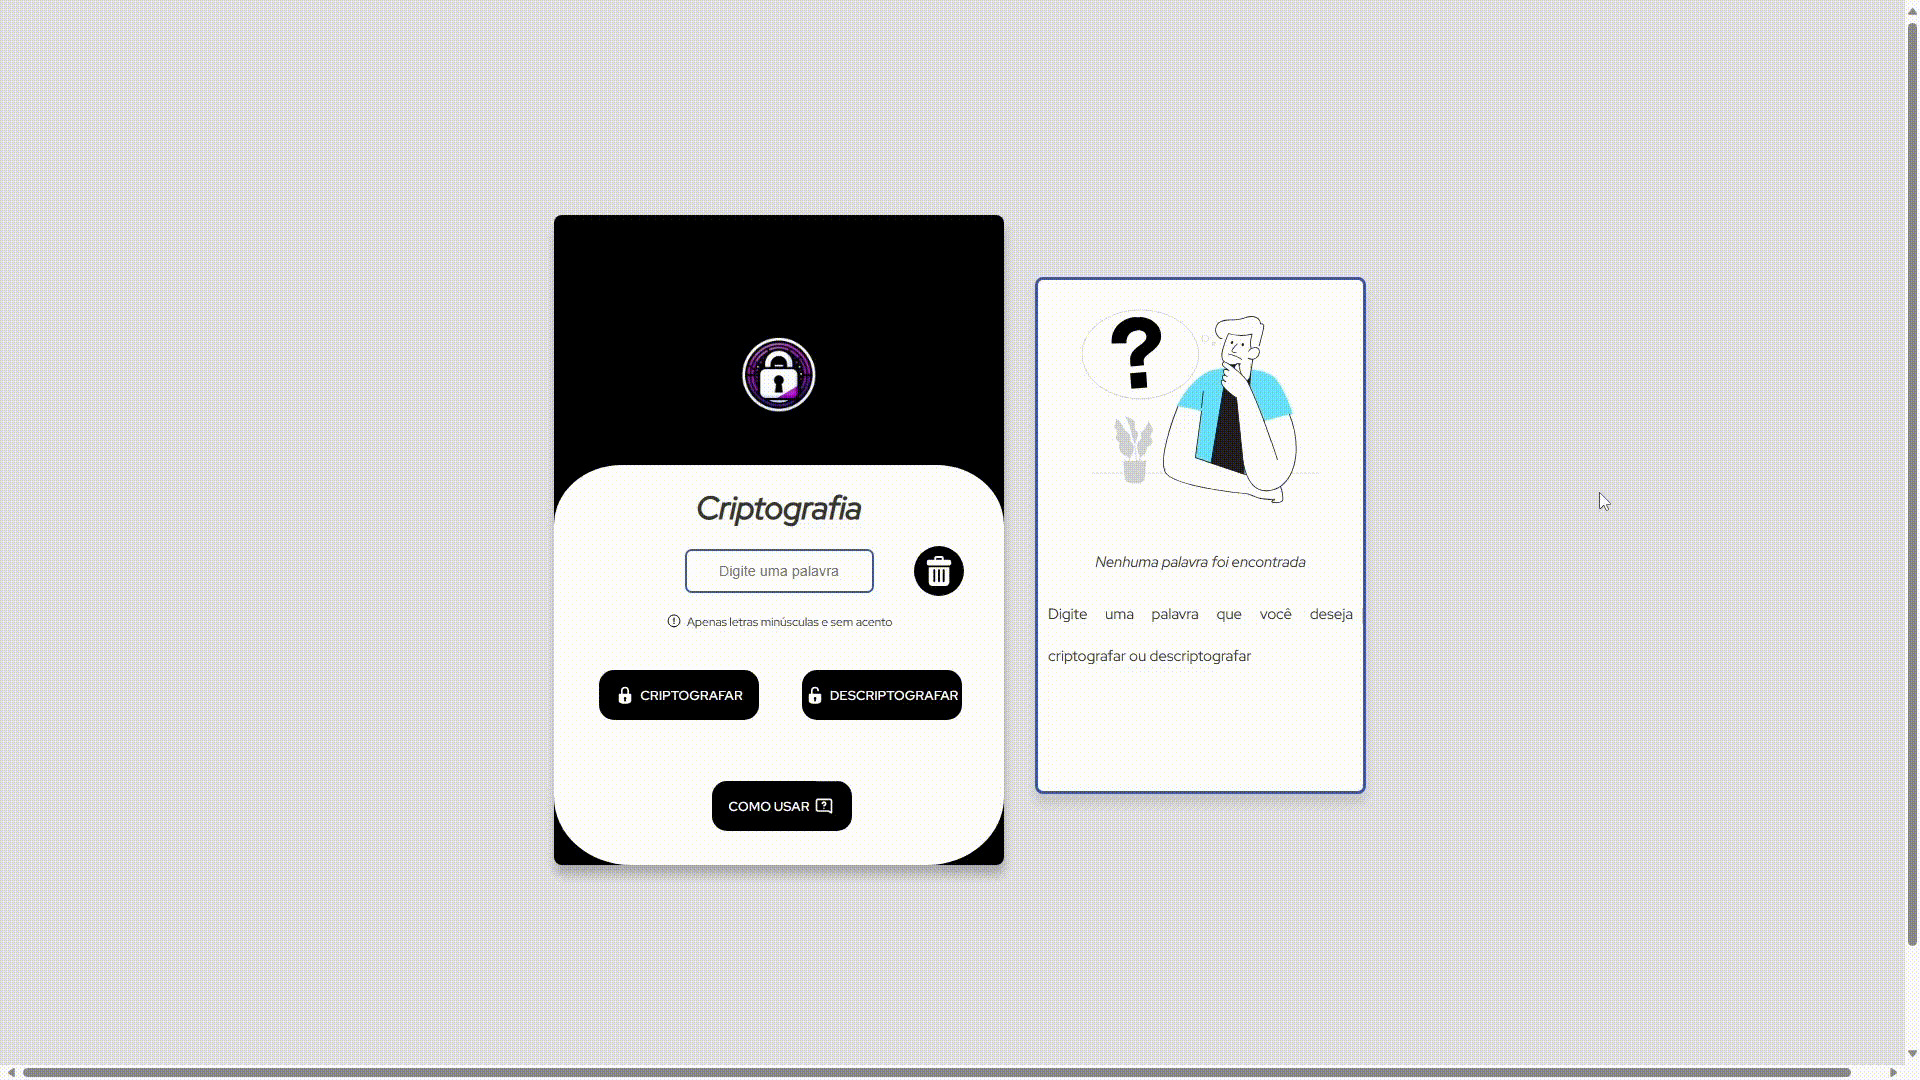 Criptografia
Digite uma palavra
Apenas letras minúsculas e sem acento
CRIPTOGRAFAR
DESCRIPTOGRAFAR
COMO USAR
?
Nenhuma palavra foi encontrada
Digite uma palavra que você deseja
criptografar ou descriptografar